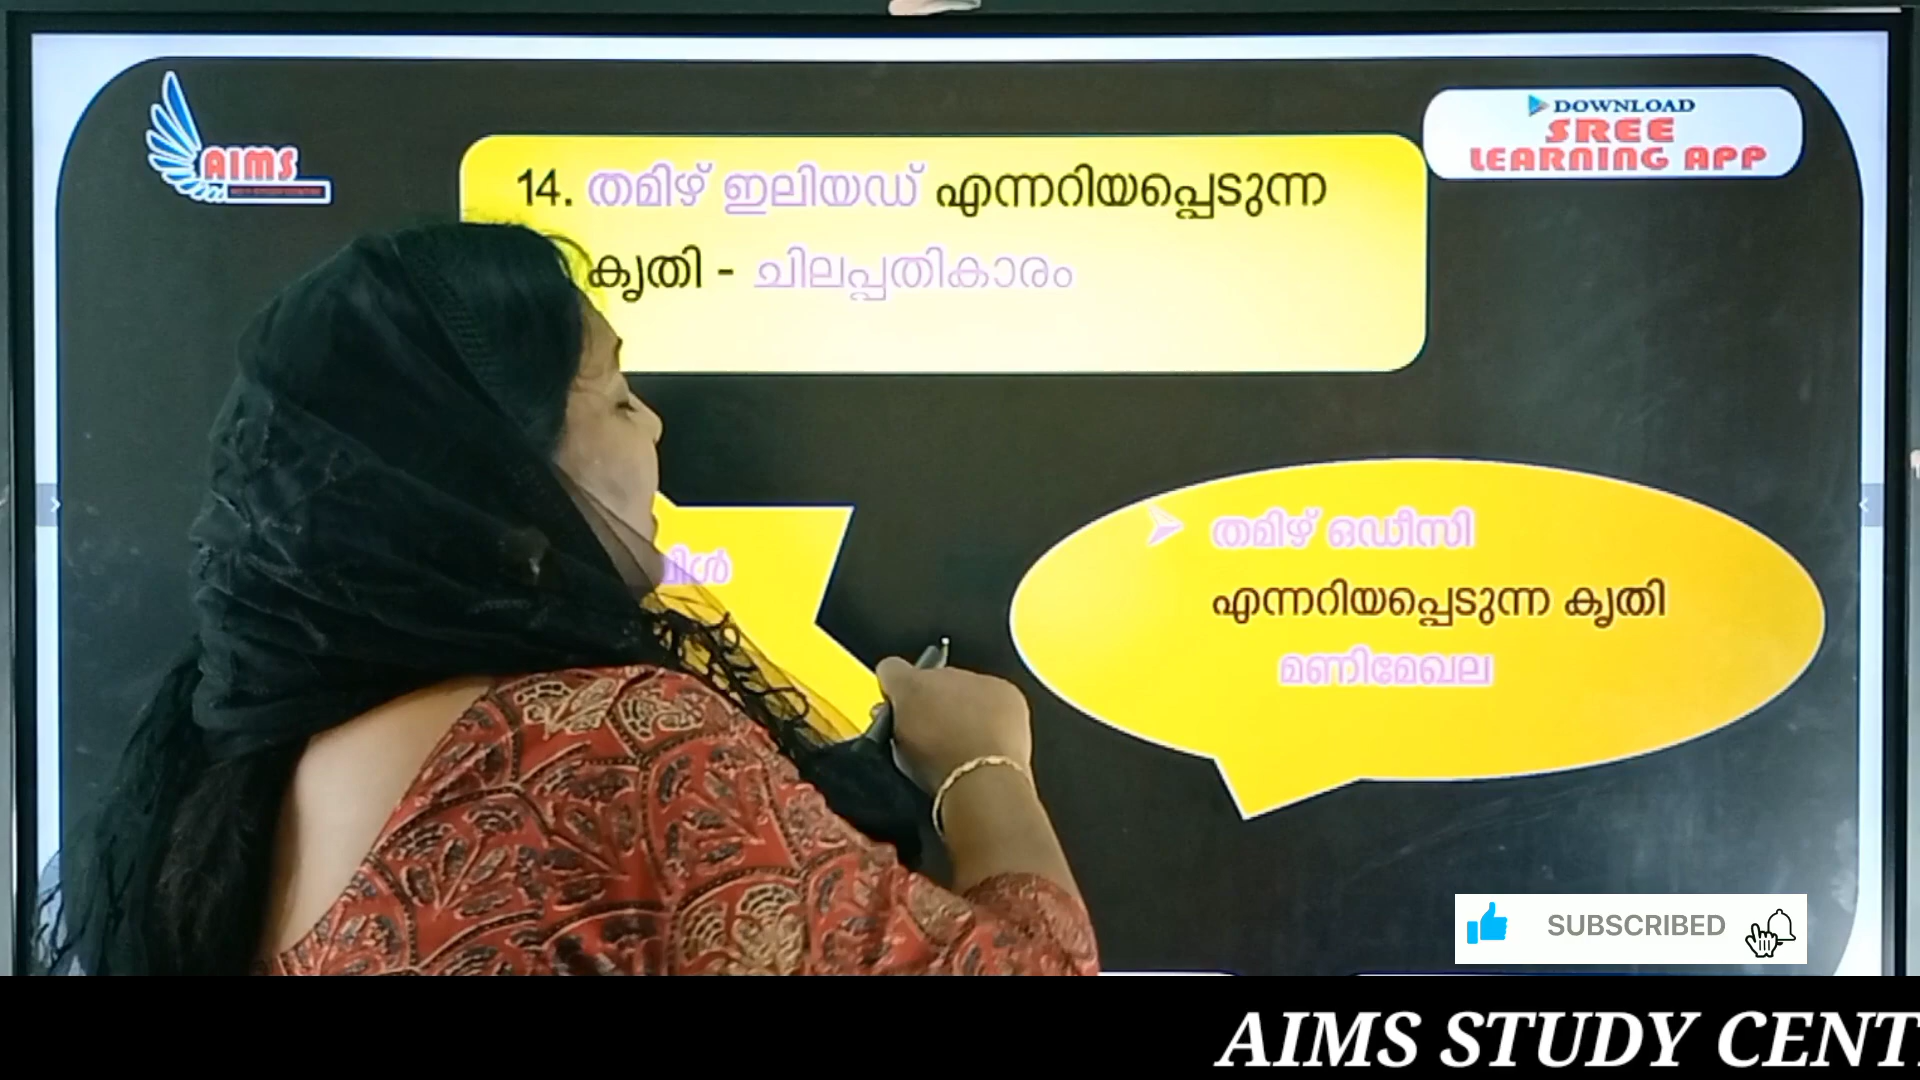 AIMS
DOWNLOAD
SREE
LEARNING APP
14. തമിഴ് ഇലിയഡ് എന്നറിയപ്പെടുന്ന
കൃതി - ചിലപ്പതികാരം
തമിഴ് ഒഡീസി
എന്നറിയപ്പെടുന്ന കൃതി
മണിമേഖല
SUBSCRIBED
AIMS STUDY CENT